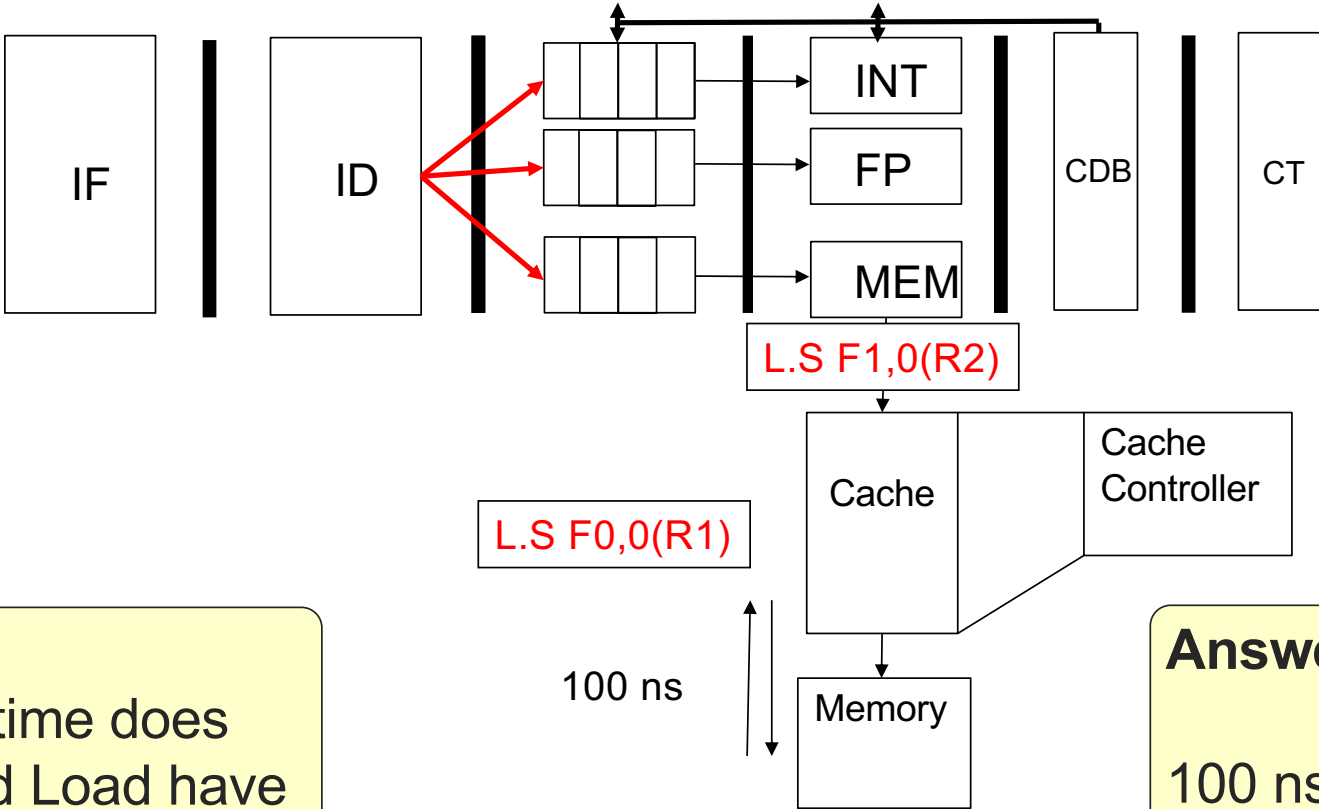 IF
ID
INT
FP
MEM
CDB
CT
L.S F1,0(R2)
Cache
Cache
Controller
L.S F0,0(R1)
100 ns
Memory
time does
d Load have
Answe
100 ns